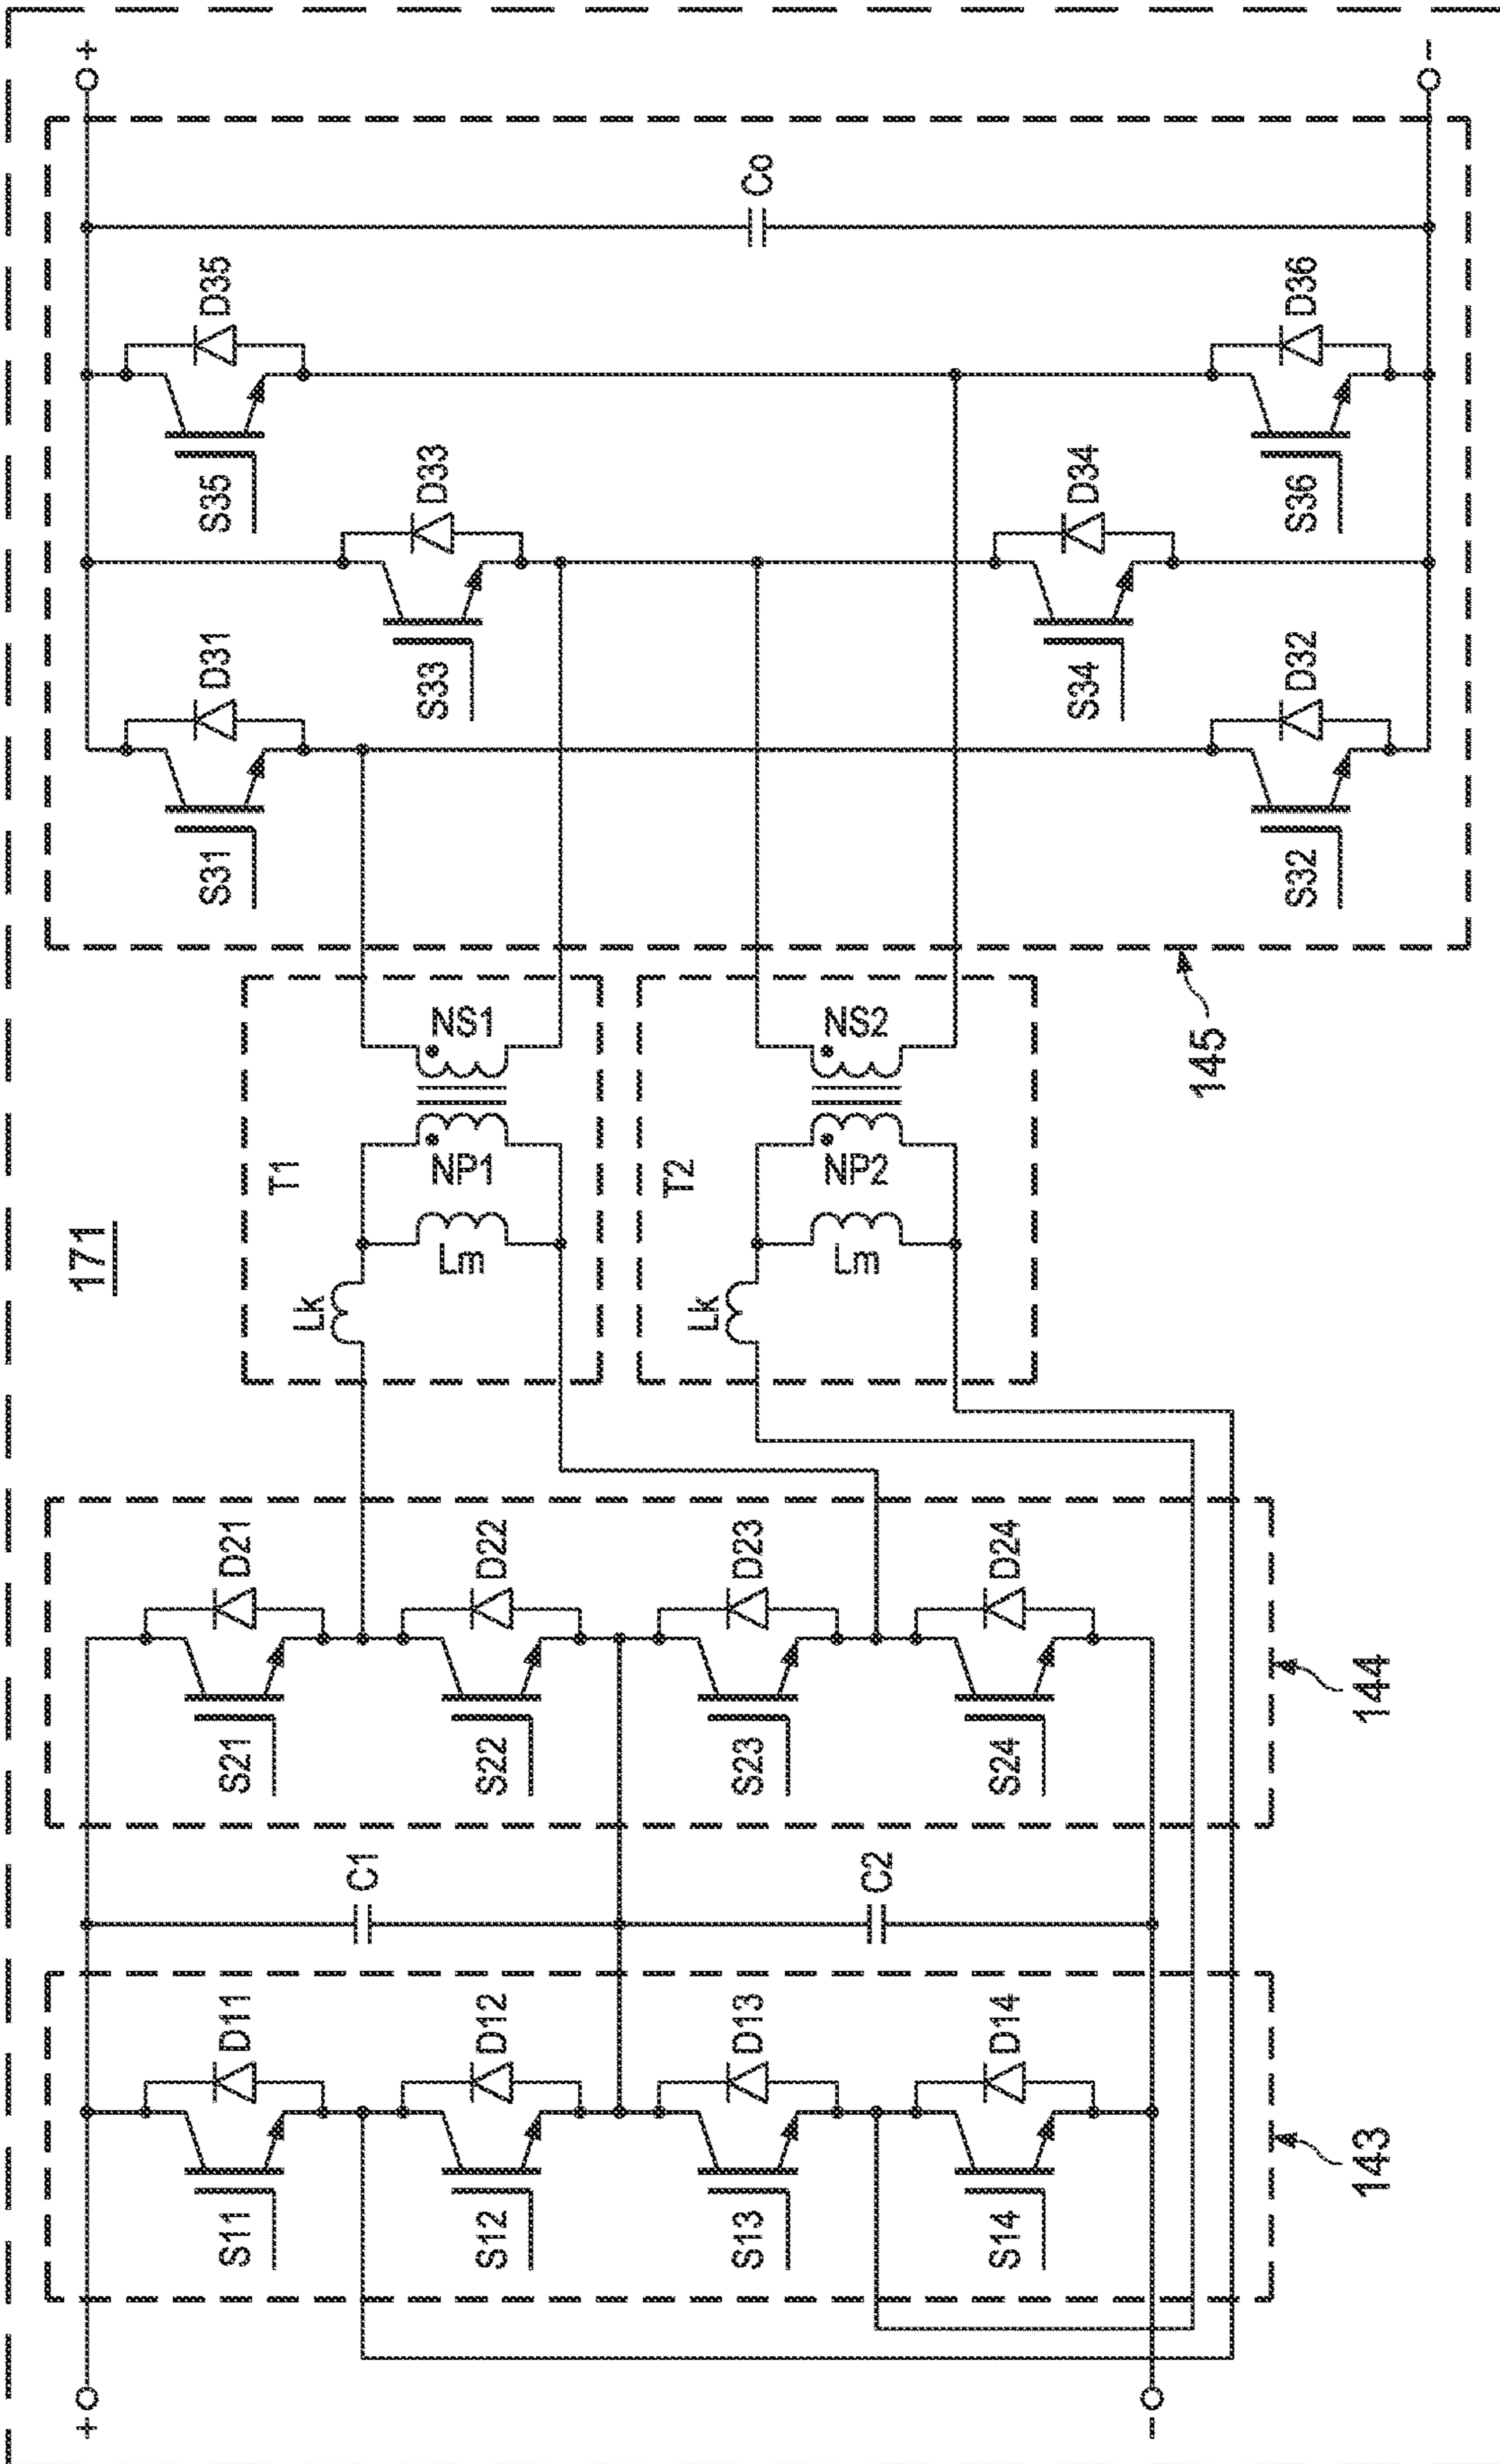 171
+
−
S11
D11
S12
D12
S13
D13
S14
D14
143
C1
C2
S21
D21
S22
D22
S23
D23
S24
D24
144
T1
Lk
Lm
NP1
NS1
T2
Lk
Lm
NP2
NS2
145
S31
D31
S32
D32
S33
D33
S34
D34
S35
D35
S36
D36
Co
+
−